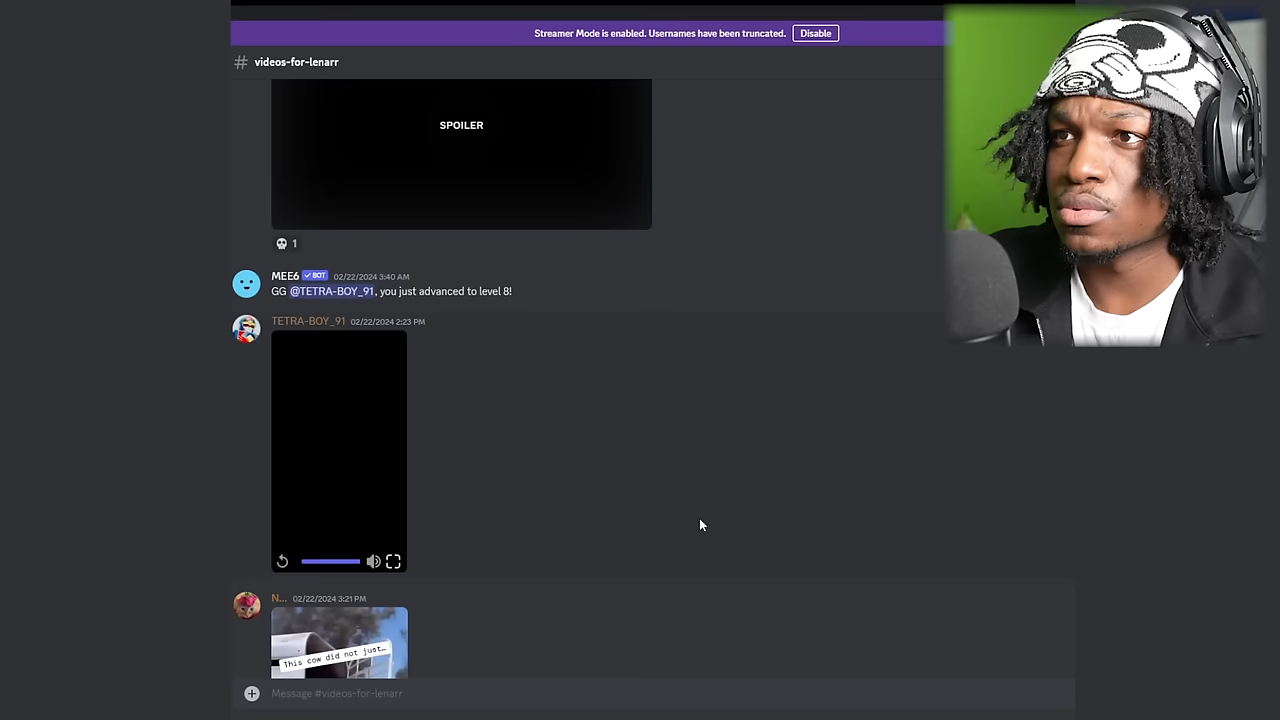 Streamer Mode is enabled. Usernames have been truncated. Disable
# videos-for-lenarr
SPOILER
1
MEE6 BOT 02/22/2024 3:40 AM
GG @TETRA-BOY_91, you just advanced to level 8!
TETRA-BOY_91 02/22/2024 2:23 PM
N... 02/22/2024 3:21 PM
This cow did not just...
Message #videos-for-lenarr